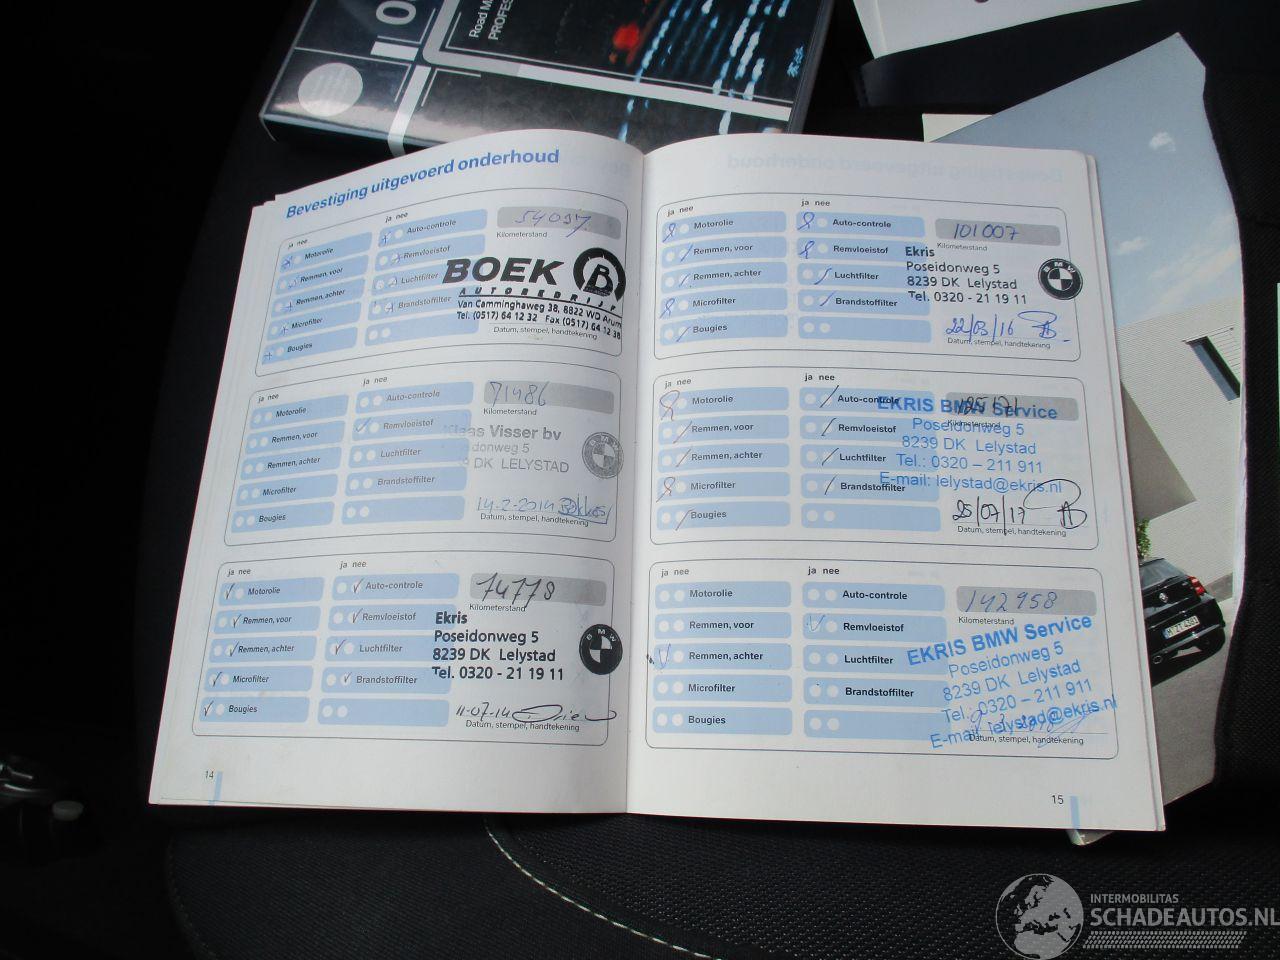 Road M
PROFES
Bevestiging uitgevoerd onderhoud
ja nee
ja nee
Motorolie
Auto-controle
54097
Kilometerstand
Remmen, voor
Remvloeistof
Remmen, achter
Luchtfilter
Microfilter
Brandstoffilter
Bougies
BOEK
AUTOBEDRIJF
Van Camminghaweg 38, 8822 WD Arum
Tel. (0517) 64 12 32 Fax (0517) 64 12 38
Datum, stempel, handtekening
ja nee
ja nee
Motorolie
Auto-controle
71486
Kilometerstand
Remmen, voor
Remvloeistof
Remmen, achter
Luchtfilter
Microfilter
Brandstoffilter
Bougies
Klaas Visser bv
donweg 5
39 DK LELYSTAD
14-2-2014
Datum, stempel, handtekening
ja nee
ja nee
Motorolie
Auto-controle
74778
Kilometerstand
Remmen, voor
Remvloeistof
Remmen, achter
Luchtfilter
Microfilter
Brandstoffilter
Bougies
Ekris
Poseidonweg 5
8239 DK Lelystad
Tel. 0320 - 21 19 11
BMW
11-07-14
Datum, stempel, handtekening
14
ja nee
ja nee
Motorolie
Auto-controle
101007
Kilometerstand
Remmen, voor
Remvloeistof
Remmen, achter
Luchtfilter
Microfilter
Brandstoffilter
Bougies
Ekris
Poseidonweg 5
8239 DK Lelystad
Tel. 0320 - 21 19 11
BMW
22/03/16
Datum, stempel, handtekening
ja nee
ja nee
Motorolie
Auto-controle
Kilometerstand
Remmen, voor
Remvloeistof
Remmen, achter
Luchtfilter
Microfilter
Brandstoffilter
Bougies
EKRIS BMW Service
Poseidonweg 5
8239 DK Lelystad
Tel.: 0320 – 211 911
E-mail: lelystad@ekris.nl
25/07/17
Datum, stempel, handtekening
ja nee
ja nee
Motorolie
Auto-controle
142958
Kilometerstand
Remmen, voor
Remvloeistof
Remmen, achter
Luchtfilter
Microfilter
Brandstoffilter
Bougies
EKRIS BMW Service
Poseidonweg 5
8239 DK Lelystad
Tel.: 0320 – 211 911
E-mail: lelystad@ekris.nl
Datum, stempel, handtekening
15
INTERMOBILITAS
SCHADEAUTOS.NL